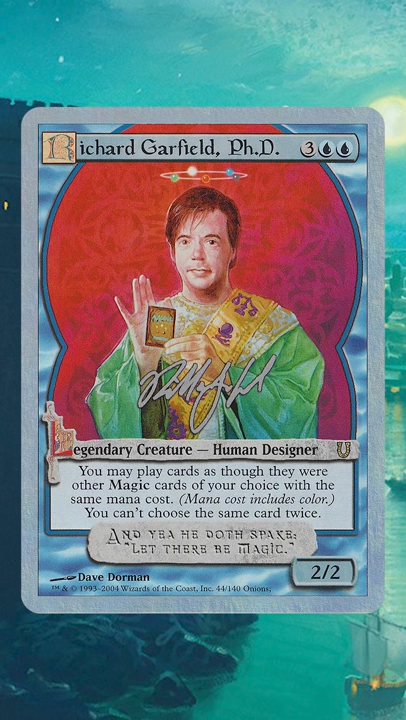 Richard Garfield, Ph.D. 3
Legendary Creature — Human Designer
You may play cards as though they were
other Magic cards of your choice with the
same mana cost. (Mana cost includes color.)
You can't choose the same card twice.
And yea he doth spake:
"Let there be Magic."
2/2
Dave Dorman
™ & © 1993–2004 Wizards of the Coast, Inc. 44/140 Onions;